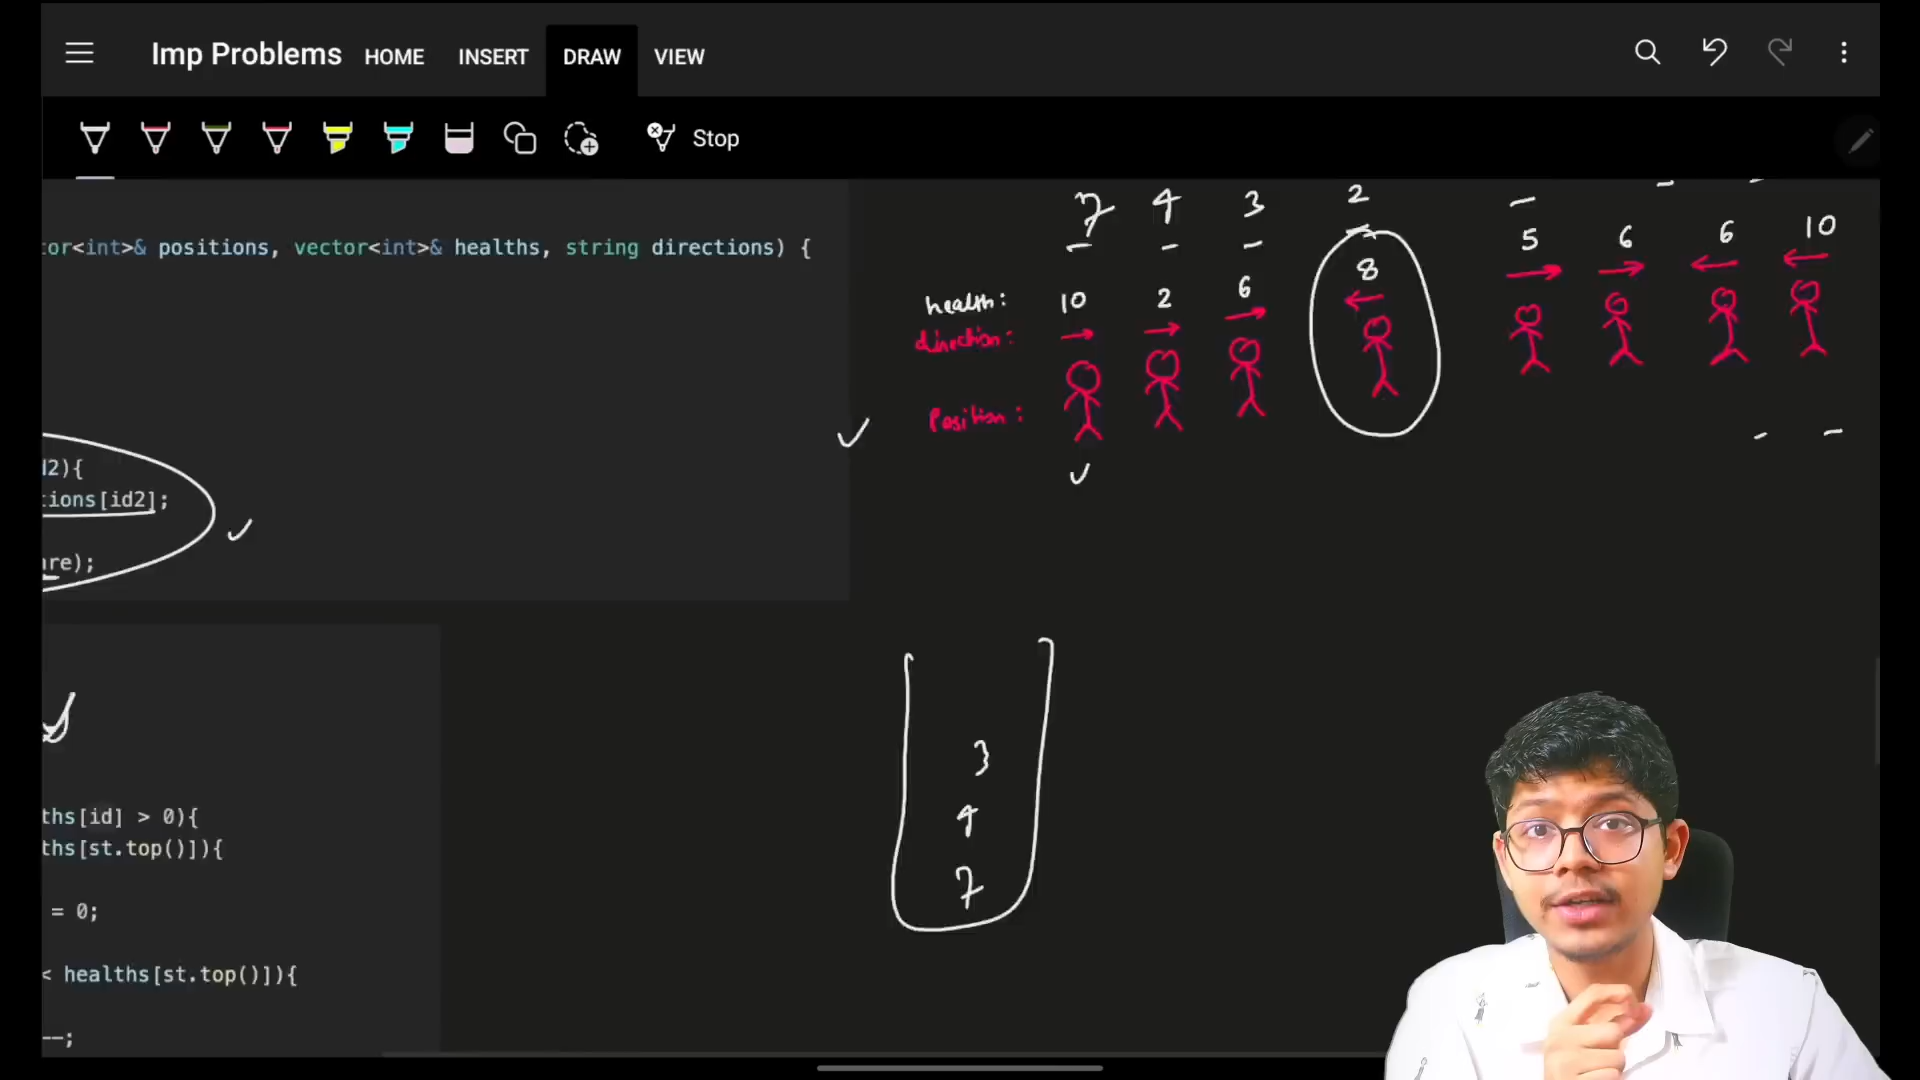 Imp Problems HOME INSERT DRAW VIEW
Stop
or<int>& positions, vector<int>& healths, string directions) {
2){
ions[id2];
re);
ths[id] > 0){
ths[st.top()]){
= 0;
< healths[st.top()]){
--;
7 4 3 2
5 6 6 10
health: 10 2 6 8
direction:
Position:
3
4
7